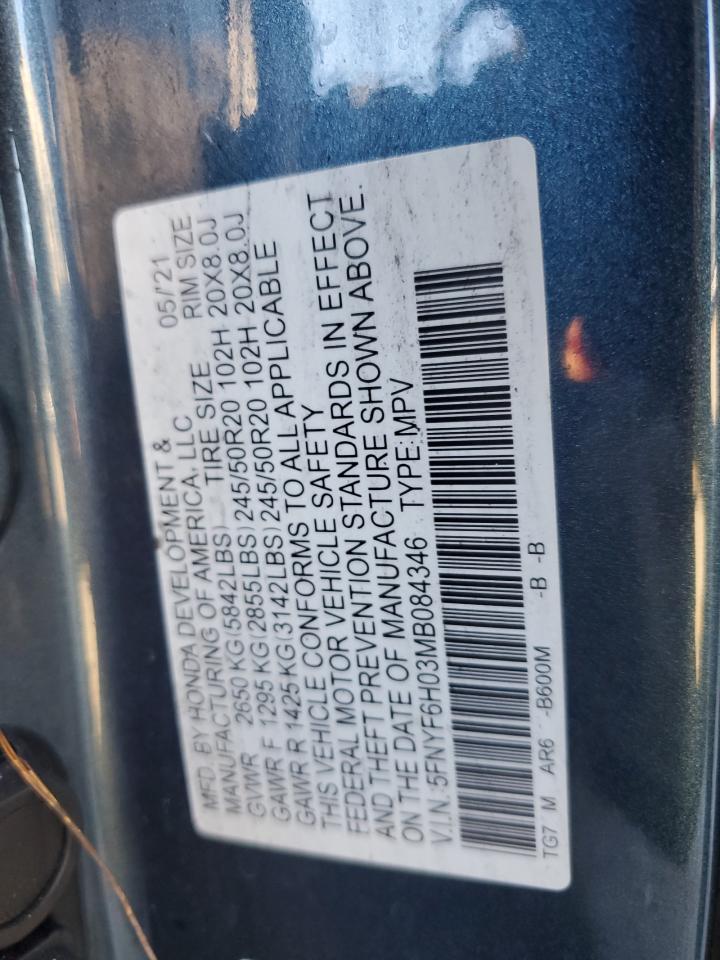 MFD. BY HONDA DEVELOPMENT &
MANUFACTURING OF AMERICA, LLC 05/'21
GVWR 2650 KG(5842LBS) TIRE SIZE RIM SIZE
GAWR F 1295 KG(2855LBS) 245/50R20 102H 20X8.0J
GAWR R 1425 KG(3142LBS) 245/50R20 102H 20X8.0J
THIS VEHICLE CONFORMS TO ALL APPLICABLE
FEDERAL MOTOR VEHICLE SAFETY
AND THEFT PREVENTION STANDARDS IN EFFECT
ON THE DATE OF MANUFACTURE SHOWN ABOVE.
V.I.N.:5FNYF6H03MB084346 TYPE:MPV
TG7 M AR6 -B600M -B -B